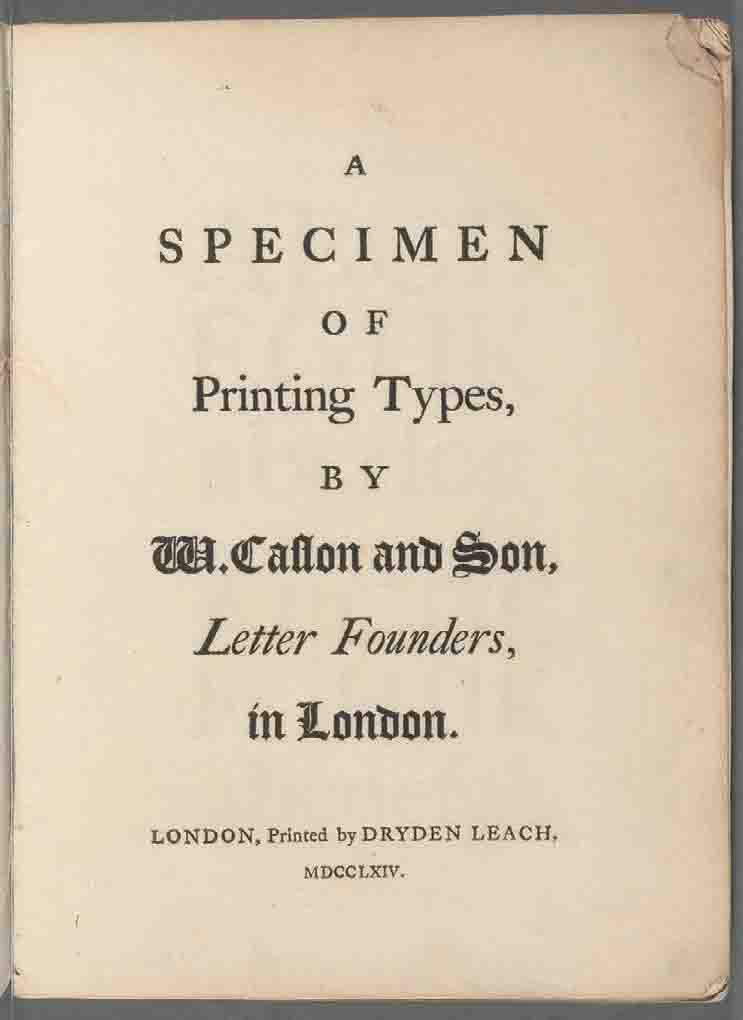 A
SPECIMEN
OF
Printing Types,
BY
W. Caſlon and Son,
Letter Founders,
in London.
LONDON, Printed by DRYDEN LEACH.
MDCCLXIV.